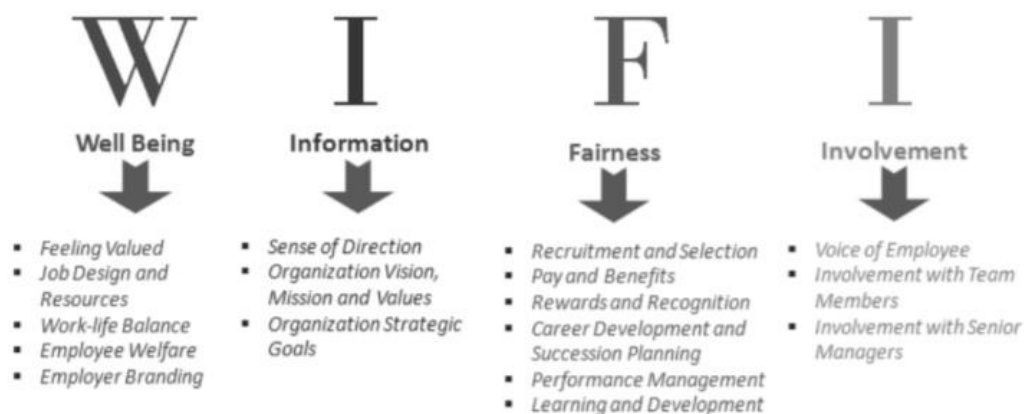 W
Well Being
▪ Feeling Valued
▪ Job Design and
Resources
▪ Work-life Balance
▪ Employee Welfare
▪ Employer Branding
I
Information
▪ Sense of Direction
▪ Organization Vision,
Mission and Values
▪ Organization Strategic
Goals
F
Fairness
▪ Recruitment and Selection
▪ Pay and Benefits
▪ Rewards and Recognition
▪ Career Development and
Succession Planning
▪ Performance Management
▪ Learning and Development
I
Involvement
▪ Voice of Employee
▪ Involvement with Team
Members
▪ Involvement with Senior
Managers